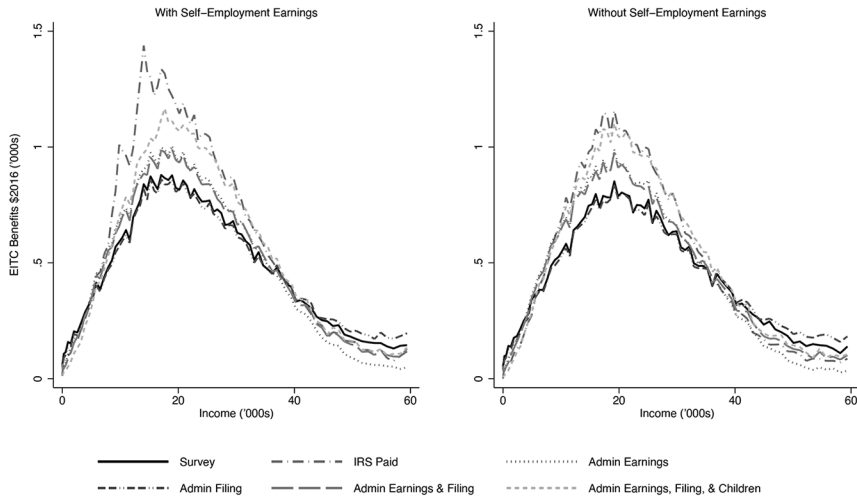 With Self-Employment Earnings
Without Self-Employment Earnings
EITC Benefits $2016 ('000s)
1.5
1
.5
0
0 20 40 60
Income ('000s)
1.5
1
.5
0
0 20 40 60
Income ('000s)
Survey
IRS Paid
Admin Earnings
Admin Filing
Admin Earnings & Filing
Admin Earnings, Filing, & Children